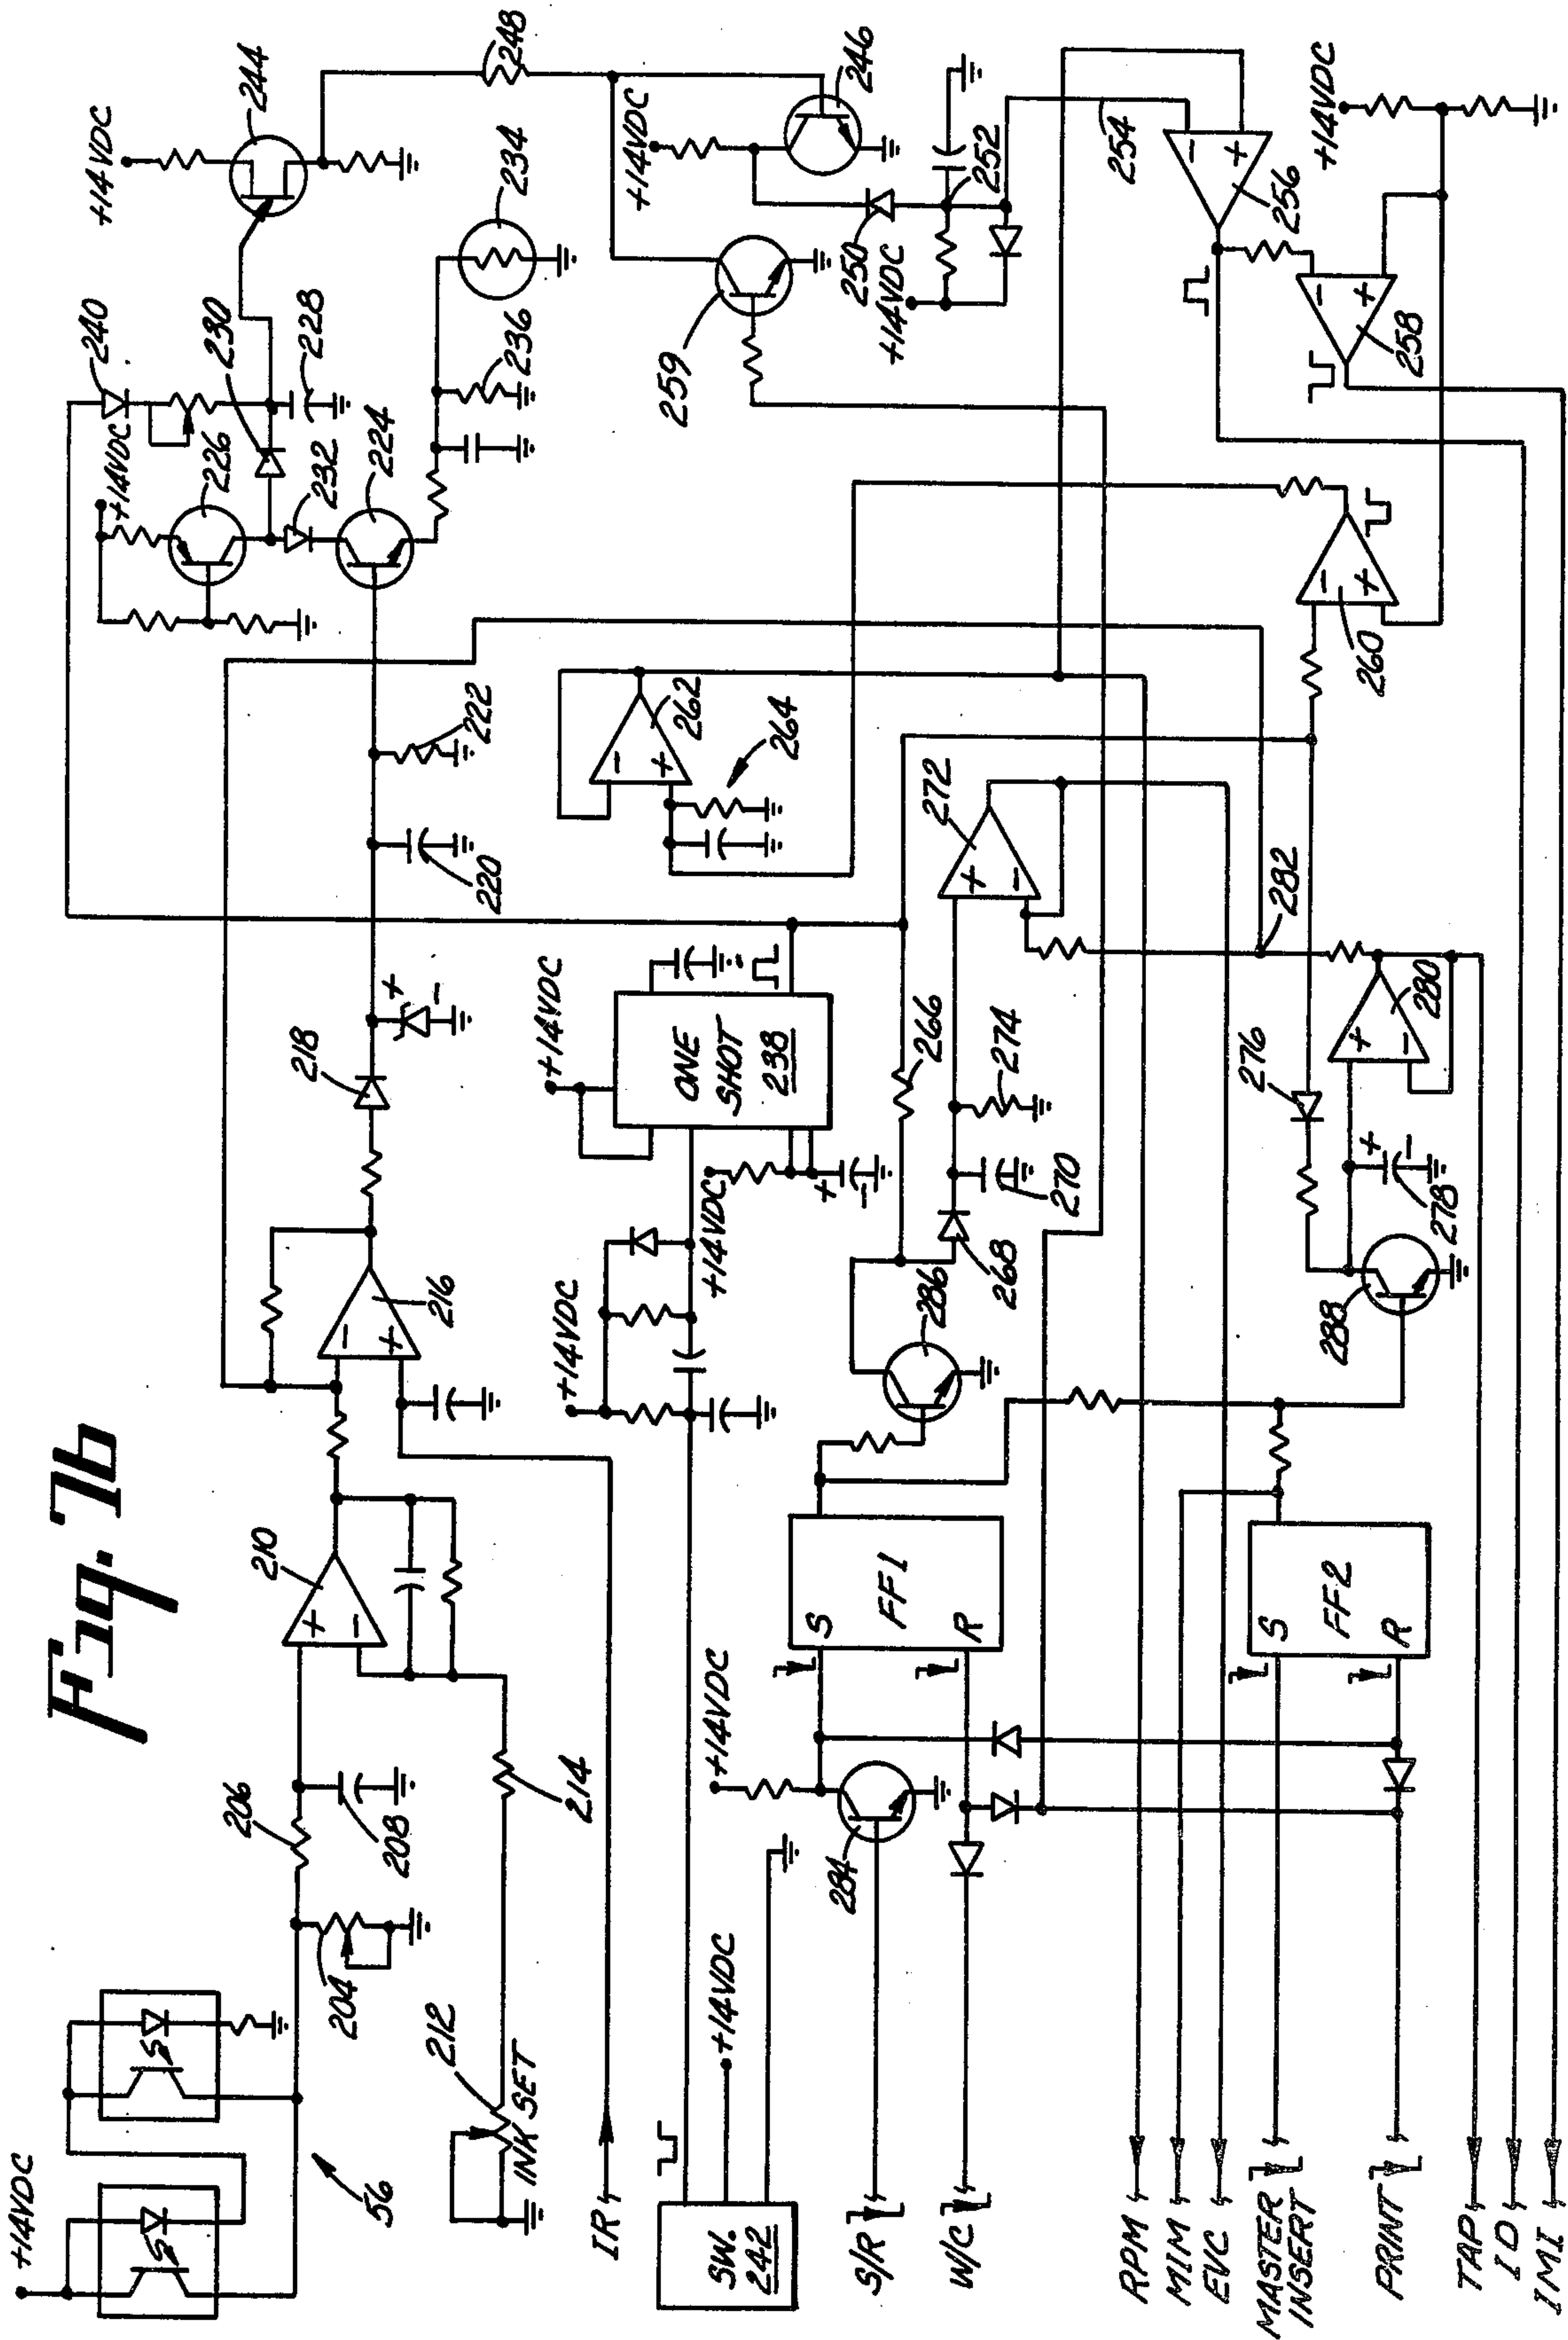 Fig. 7b
+14VDC
56
204
206
208
210
212
INK SET
214
IR
216
218
220
222
224
226
+14VDC
228
230
232
234
236
240
+14VDC
244
248
SW.
242
+14VDC
+14VDC
+14VDC
+14VDC
ONE
SHOT
238
+
-
262
264
259
+14VDC
246
250
252
+14VDC
254
S/R
W/C
284
+14VDC
S
FF1
R
286
266
268
270
272
274
256
258
+14VDC
260
RPM
MIM
EVC
MASTER
INSERT
PRINT
TAP
IO
IMI
S
FF2
R
288
276
278
280
282